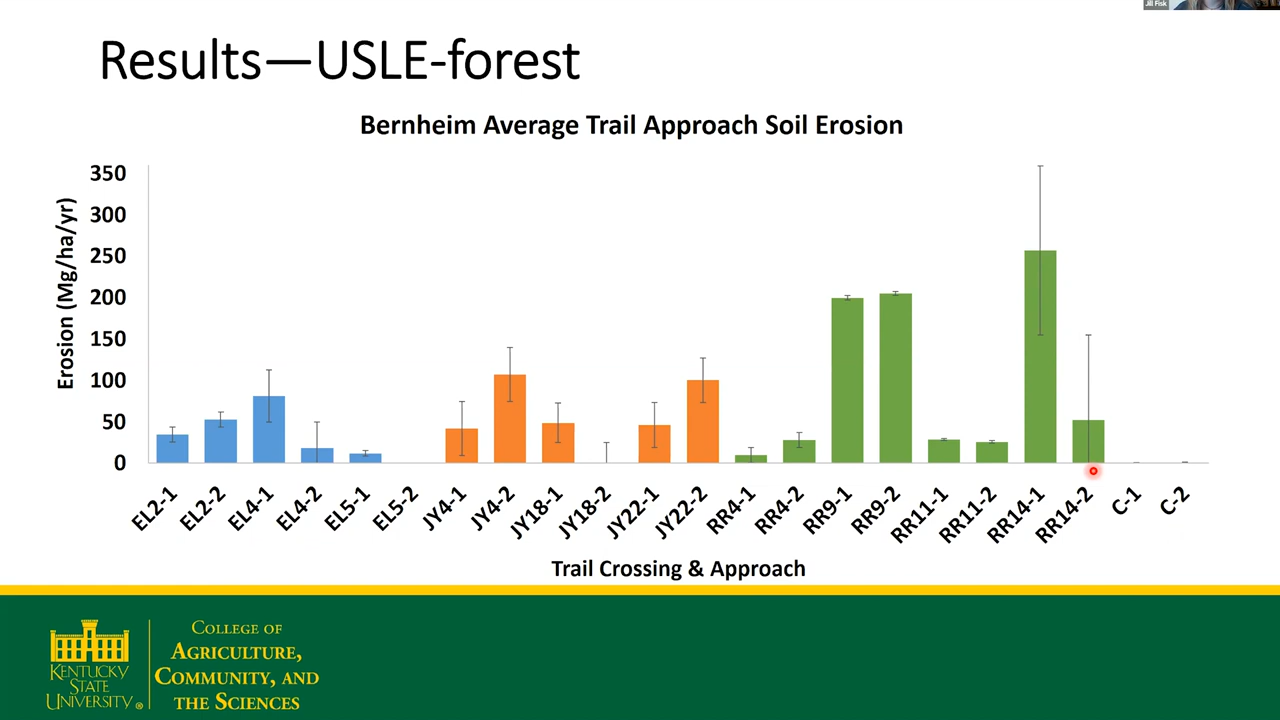 Jill Fisk
Results—USLE-forest
Bernheim Average Trail Approach Soil Erosion
Erosion (Mg/ha/yr)
350
300
250
200
150
100
50
0
EL2-1
EL2-2
EL4-1
EL4-2
EL5-1
EL5-2
JY4-1
JY4-2
JY18-1
JY18-2
JY22-1
JY22-2
RR4-1
RR4-2
RR9-1
RR9-2
RR11-1
RR11-2
RR14-1
RR14-2
C-1
C-2
Trail Crossing & Approach
KENTUCKY
STATE
UNIVERSITY®
COLLEGE OF
AGRICULTURE,
COMMUNITY, AND
THE SCIENCES